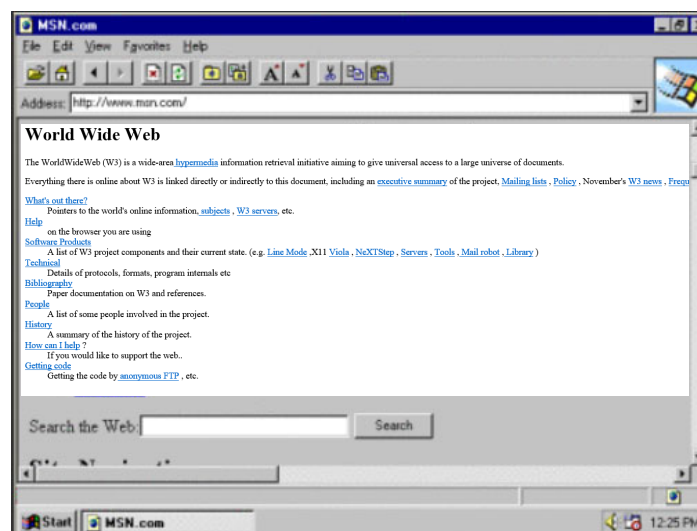 MSN.com
File Edit View Favorites Help
Address: http://www.msn.com/
World Wide Web
The WorldWideWeb (W3) is a wide-area hypermedia information retrieval initiative aiming to give universal access to a large universe of documents.
Everything there is online about W3 is linked directly or indirectly to this document, including an executive summary of the project, Mailing lists , Policy , November's W3 news , Frequ
What's out there?
Pointers to the world's online information, subjects , W3 servers, etc.
Help
on the browser you are using
Software Products
A list of W3 project components and their current state. (e.g. Line Mode ,X11 Viola , NeXTStep , Servers , Tools , Mail robot , Library )
Technical
Details of protocols, formats, program internals etc
Bibliography
Paper documentation on W3 and references.
People
A list of some people involved in the project.
History
A summary of the history of the project.
How can I help ?
If you would like to support the web..
Getting code
Getting the code by anonymous FTP , etc.
Search the Web: Search
Start MSN.com 12:25 PM